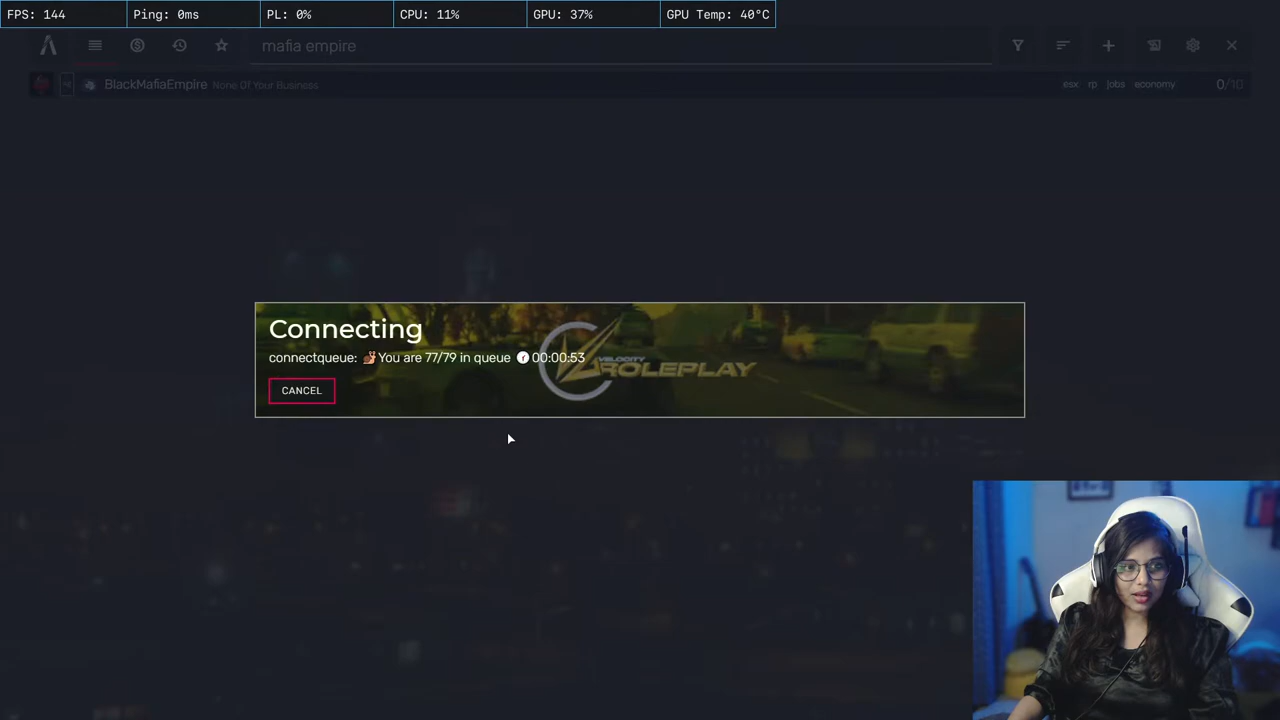 FPS: 144 Ping: 0ms PL: 0% CPU: 11% GPU: 37% GPU Temp: 40°C
mafia empire
BlackMafiaEmpire None Of Your Business esx rp jobs economy 0/10
Connecting
connectqueue: 🐌You are 77/79 in queue 🕐00:00:53
VELOCITY
ROLEPLAY
CANCEL